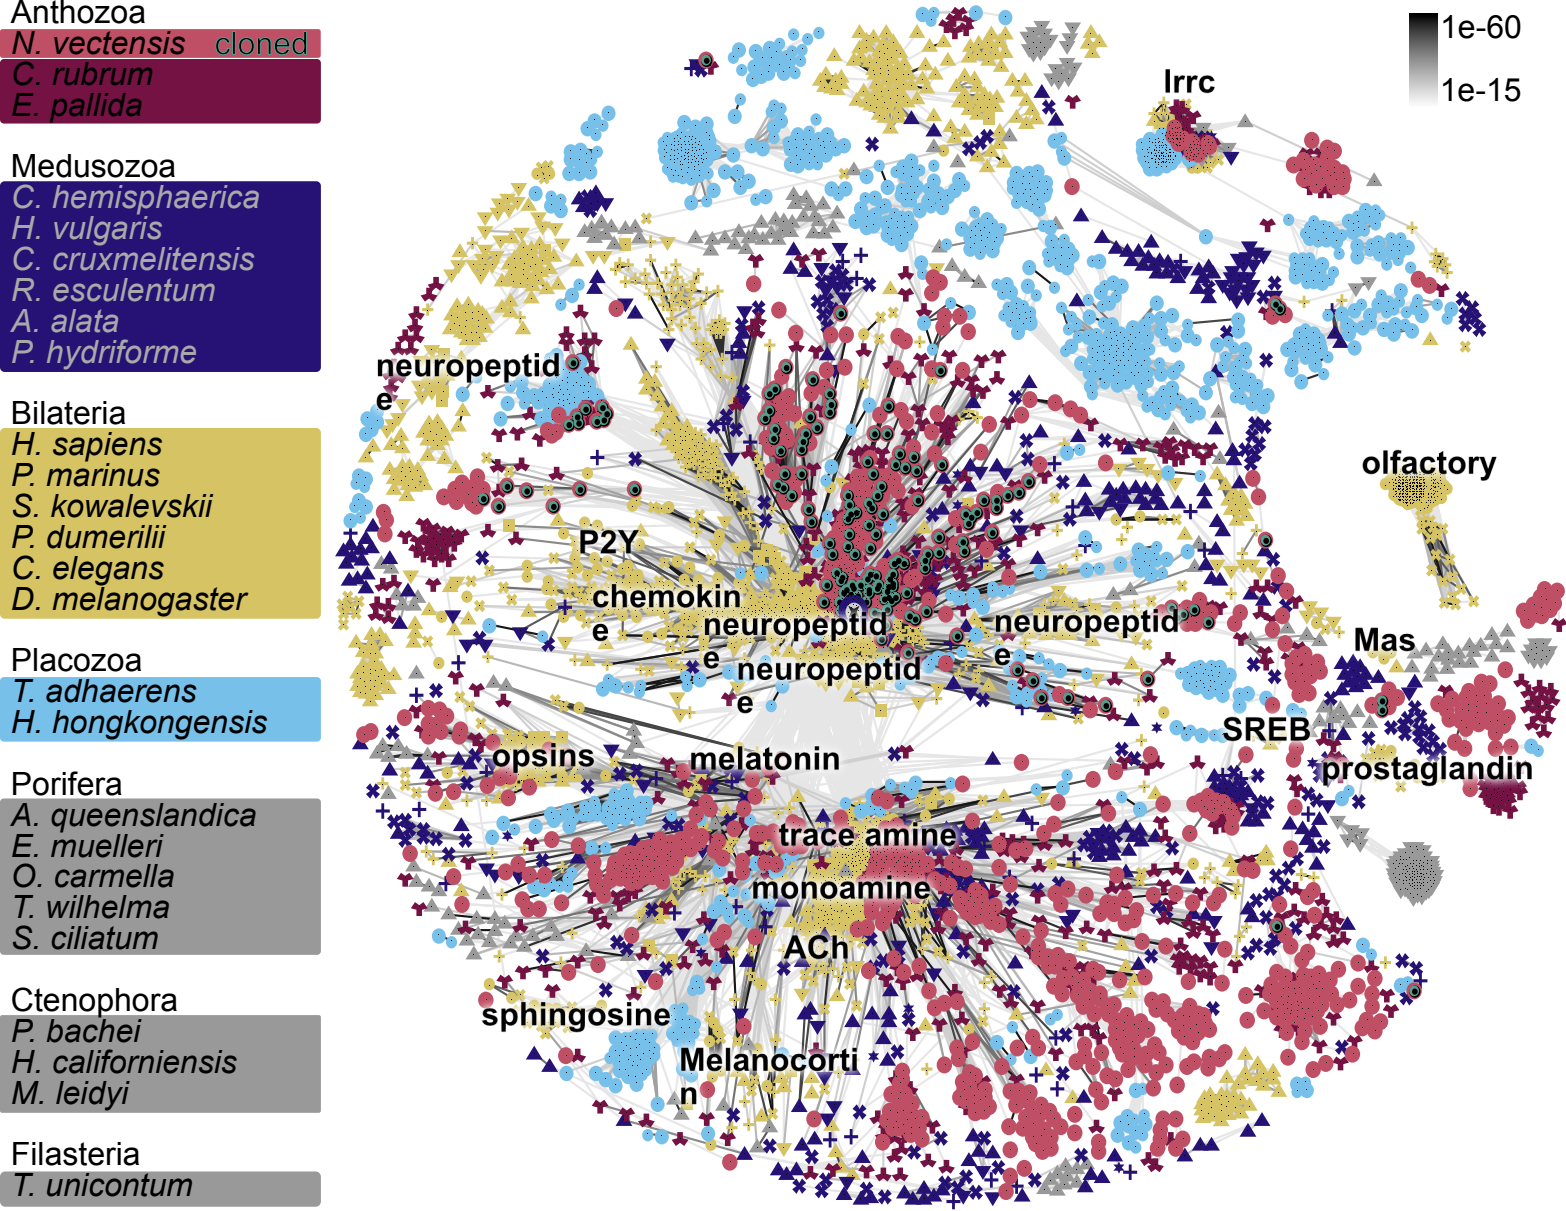 Anthozoa
N. vectensis cloned
C. rubrum
E. pallida
Medusozoa
C. hemisphaerica
H. vulgaris
C. cruxmelitensis
R. esculentum
A. alata
P. hydriforme
Bilateria
H. sapiens
P. marinus
S. kowalevskii
P. dumerilii
C. elegans
D. melanogaster
Placozoa
T. adhaerens
H. hongkongensis
Porifera
A. queenslandica
E. muelleri
O. carmella
T. wilhelma
S. ciliatum
Ctenophora
P. bachei
H. californiensis
M. leidyi
Filasteria
T. unicontum
1e-60
1e-15
lrrc
neuropeptid
e
olfactory
P2Y
chemokin
e
neuropeptid
e
neuropeptid
e
neuropeptid
e
Mas
SREB
prostaglandin
opsins
melatonin
trace amine
monoamine
ACh
sphingosine
Melanocorti
n